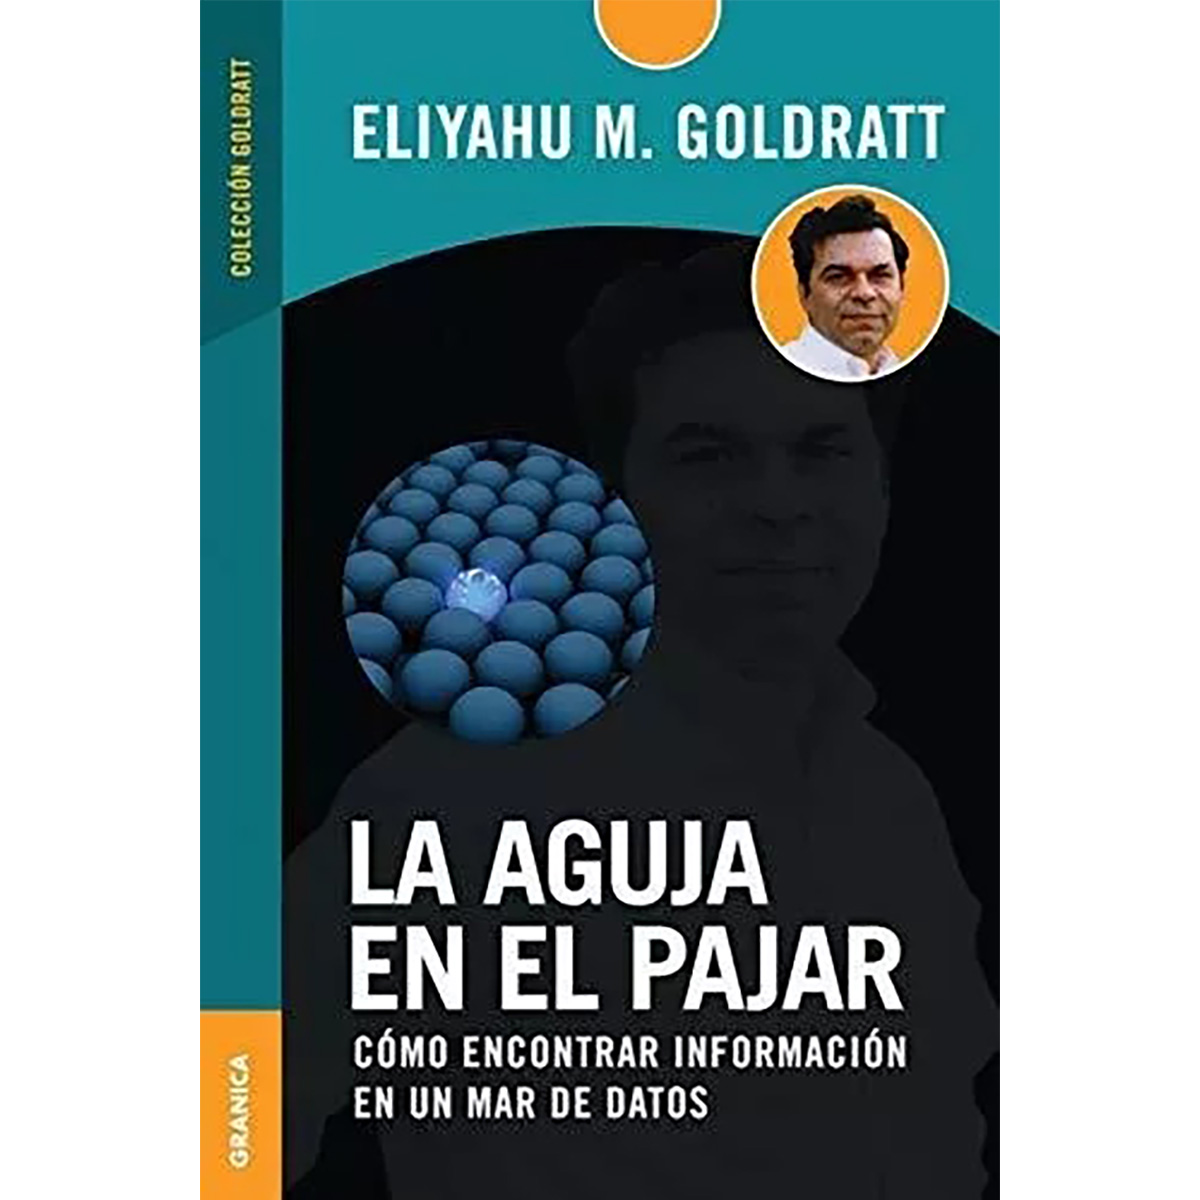 COLECCIÓN GOLDRATT
ELIYAHU M. GOLDRATT
LA AGUJA
EN EL PAJAR
CÓMO ENCONTRAR INFORMACIÓN
EN UN MAR DE DATOS
GRANICA